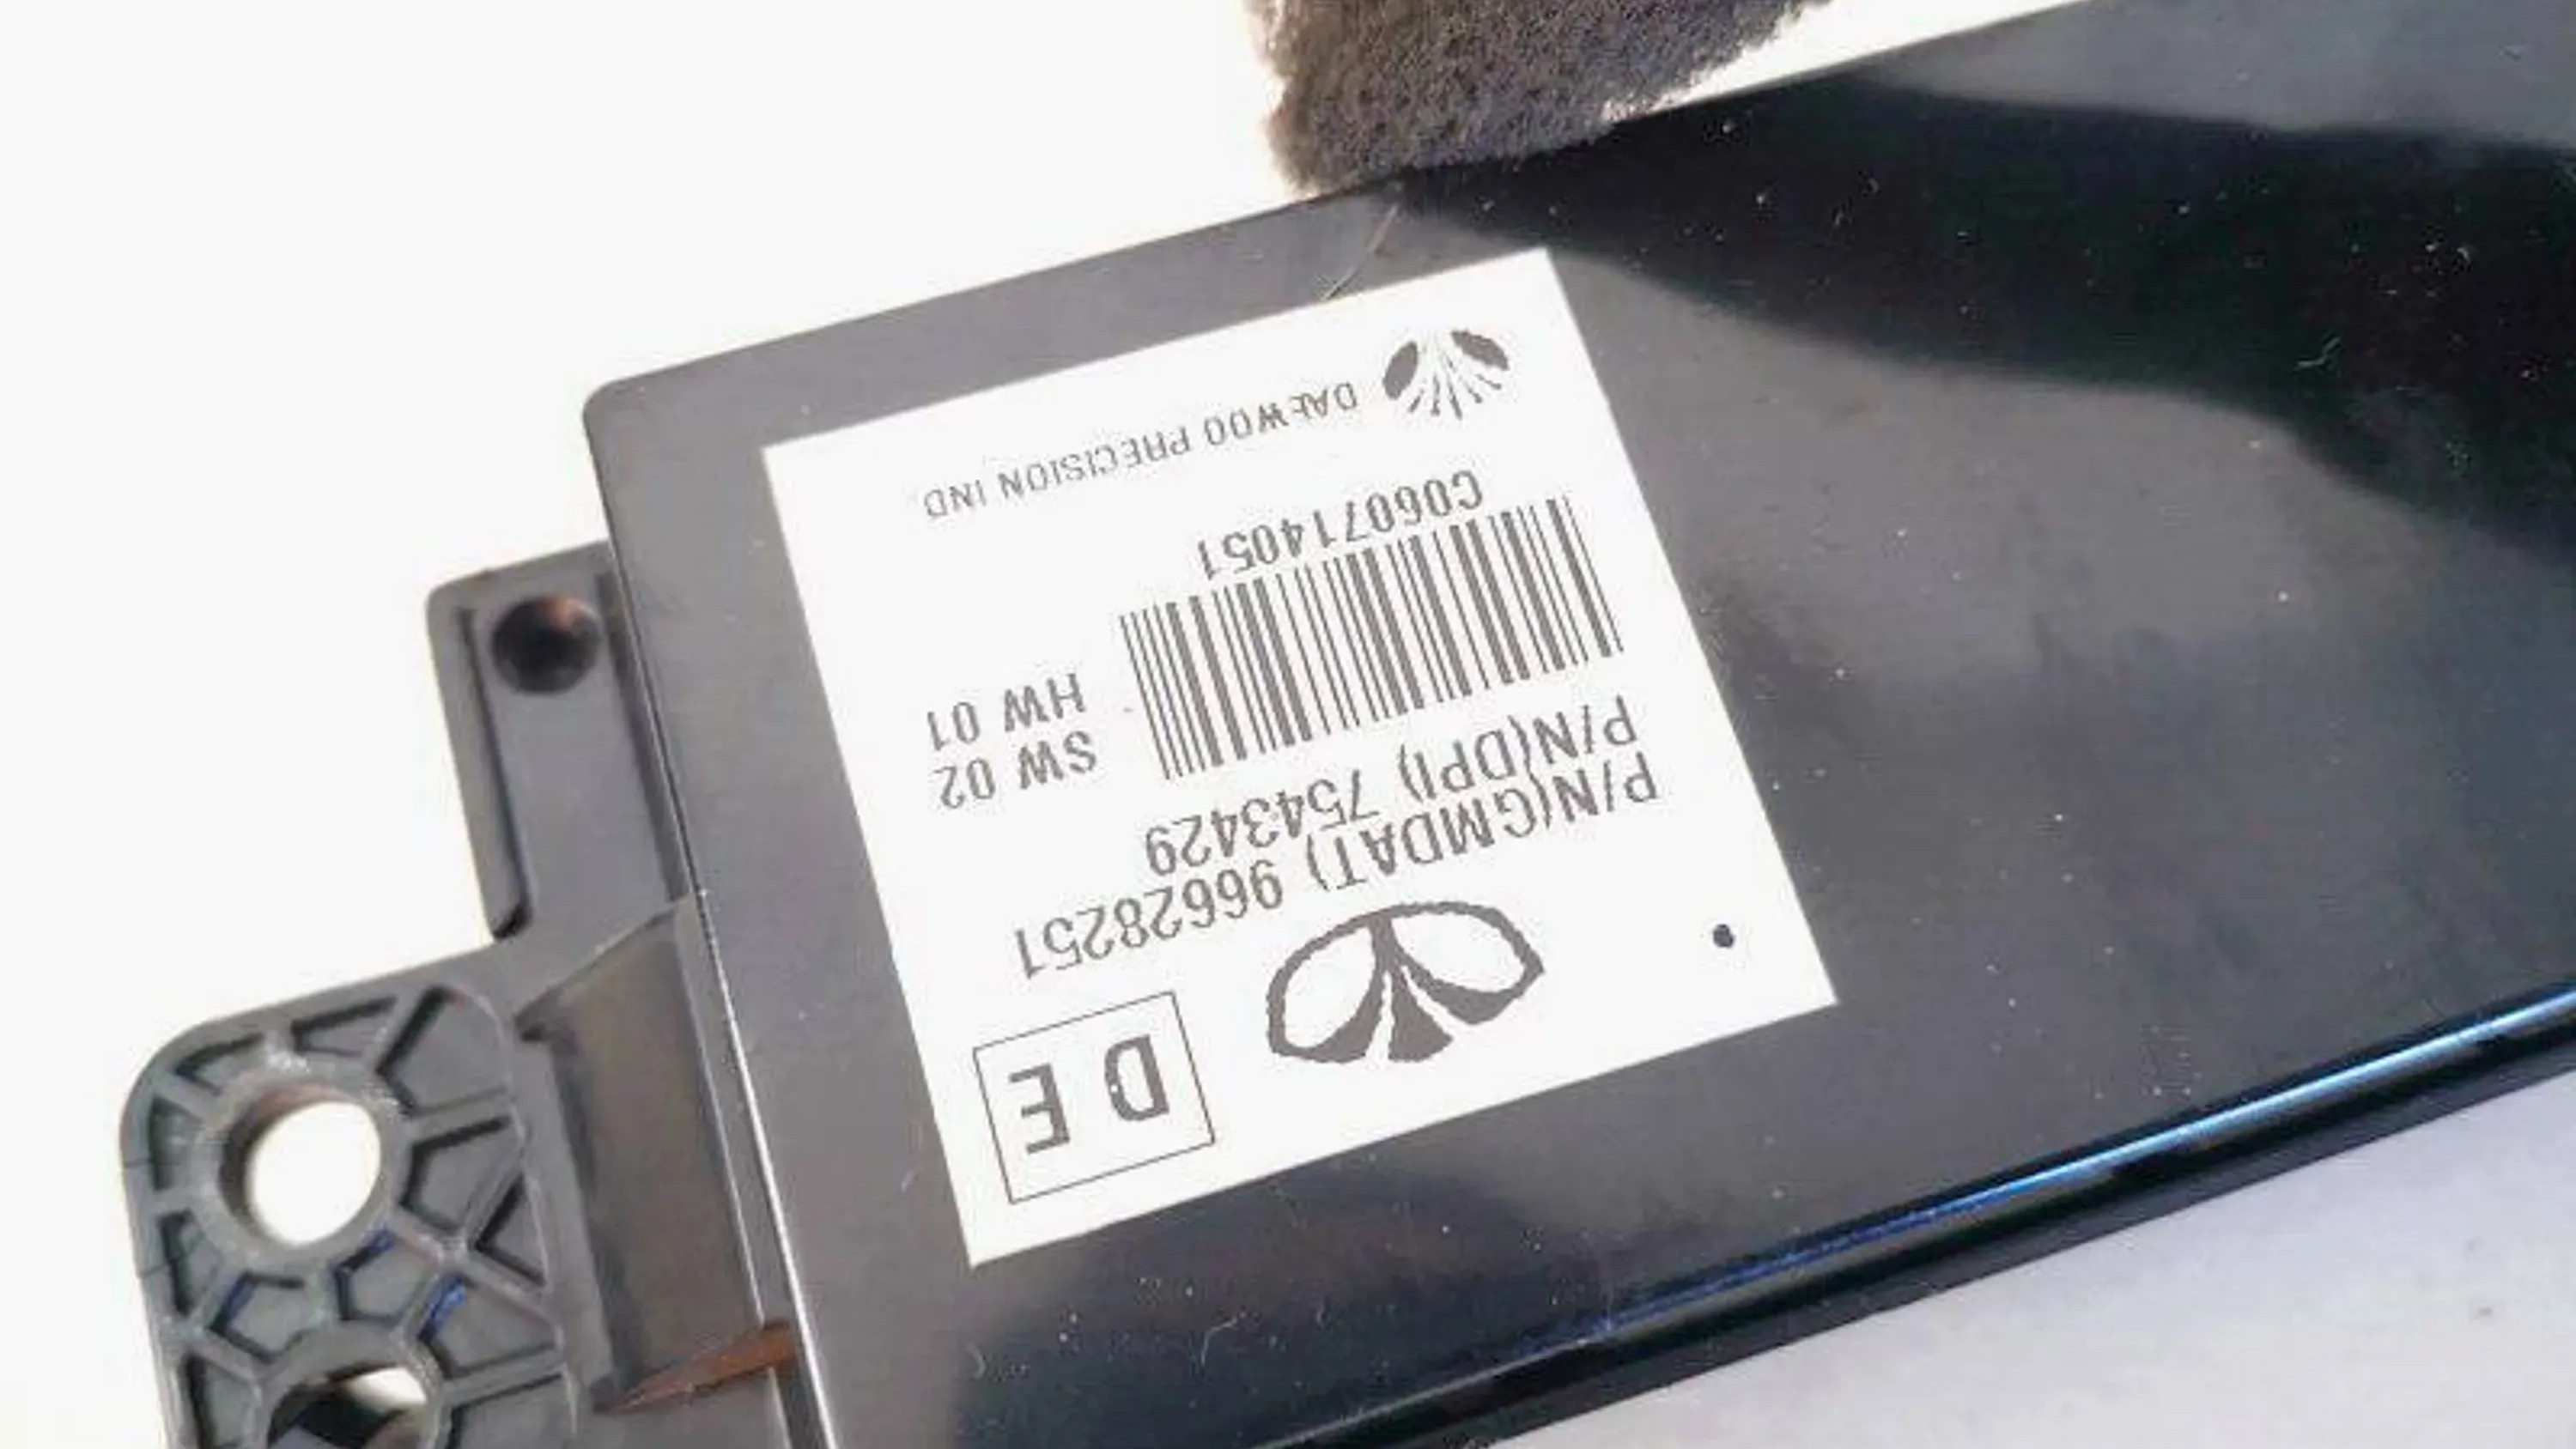 D E
P/N(GMDAT) 96628251
P/N(DPI) 7543429
SW 02
HW 01
C060714051
DAEWOO PRECISION IND